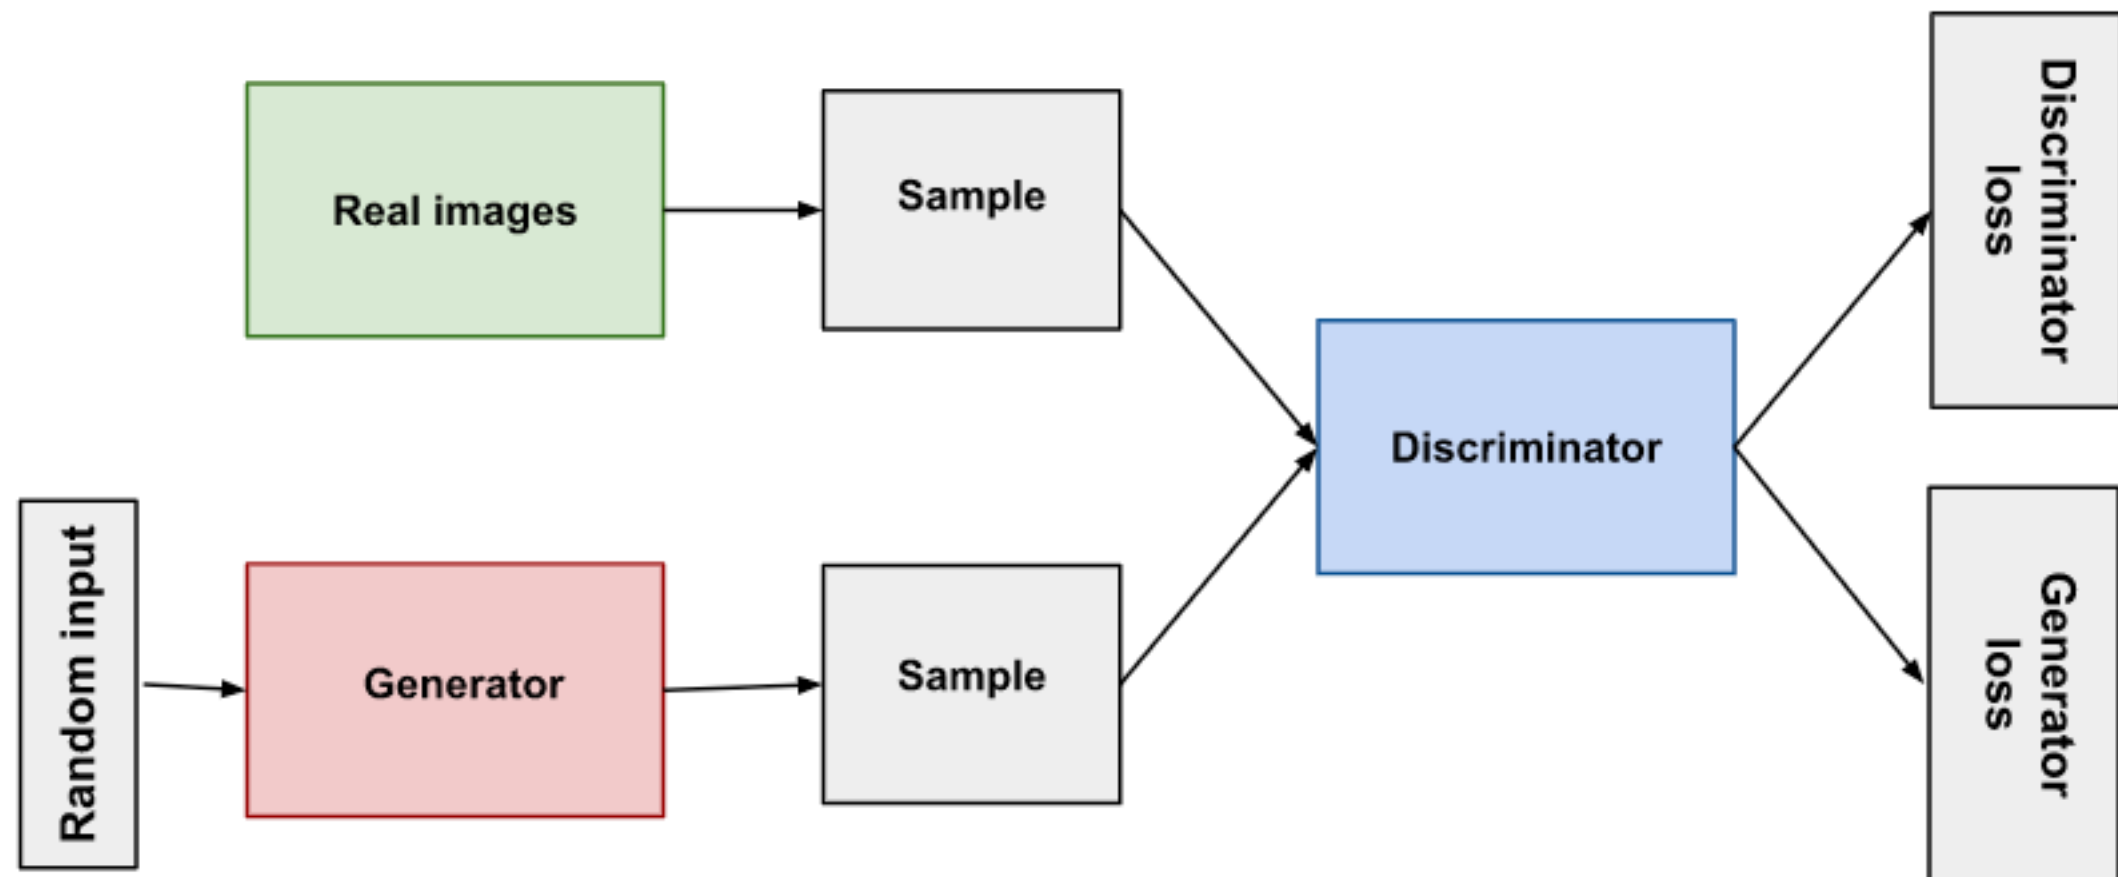 Real images
Sample
Discriminator
loss
Discriminator
Random input
Generator
Sample
Generator
loss